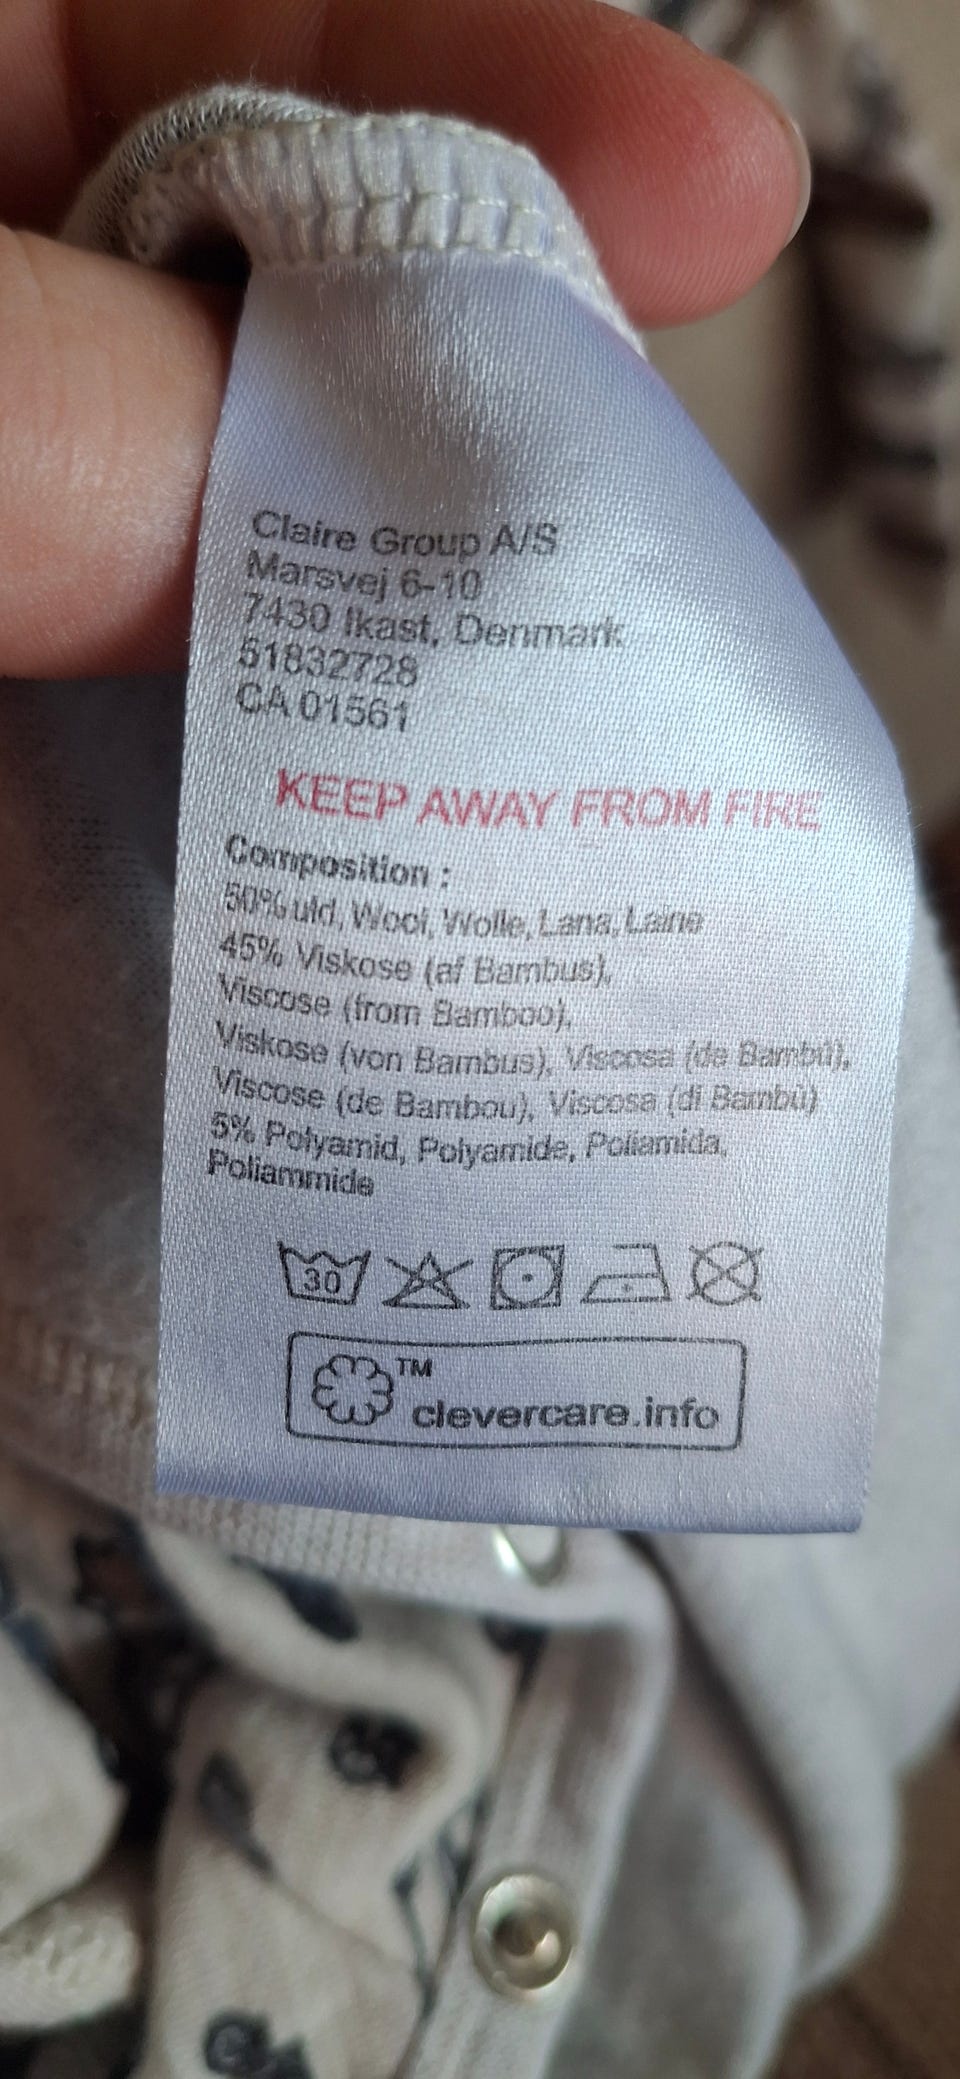 Claire Group A/S
Marsvej 6-10
7430 Ikast, Denmark
51832728
CA 01561
KEEP AWAY FROM FIRE
Composition :
50% uld, Wool, Wolle, Lana, Laine
45% Viskose (af Bambus),
Viscose (from Bamboo),
Viskose (von Bambus), Viscosa (de Bambú),
Viscose (de Bambou), Viscosa (di Bambù)
5% Polyamid, Polyamide, Poliamida,
Poliammide
30
TM
clevercare.info